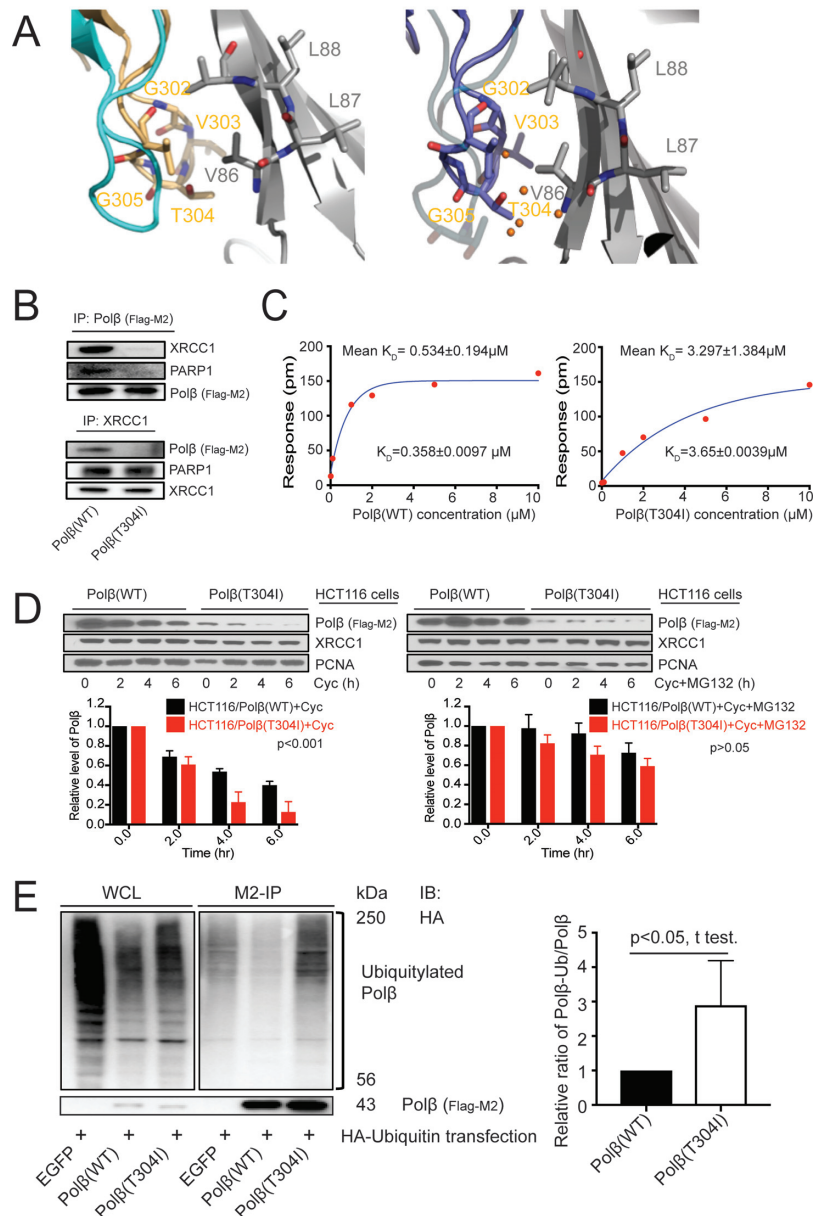 A
G302
V303
V86
G305
T304
L88
L87
G302
V303
V86
G305
T304
L88
L87
B
IP: Polβ (Flag-M2)
XRCC1
PARP1
Polβ (Flag-M2)
IP: XRCC1
Polβ (Flag-M2)
PARP1
XRCC1
Polβ(WT)
Polβ(T304I)
C
Response (pm)
200
150
100
50
0
Mean KD= 0.534±0.194µM
KD=0.358±0.0097 µM
0 2 4 6 8 10
Polβ(WT) concentration (µM)
Response (pm)
200
150
100
50
0
Mean KD= 3.297±1.384µM
KD=3.65±0.0039µM
0 2 4 6 8 10
Polβ(T304I) concentration (µM)
D
Polβ(WT) Polβ(T304I) HCT116 cells
Polβ (Flag-M2)
XRCC1
PCNA
0 2 4 6 0 2 4 6 Cyc (h)
Relative level of Polβ
1.4
1.2
1.0
0.8
0.6
0.4
0.2
0.0
HCT116/Polβ(WT)+Cyc
HCT116/Polβ(T304I)+Cyc
p<0.001
0.0 2.0 4.0 6.0
Time (hr)
Polβ(WT) Polβ(T304I) HCT116 cells
Polβ (Flag-M2)
XRCC1
PCNA
0 2 4 6 0 2 4 6 Cyc+MG132 (h)
Relative level of Polβ
1.4
1.2
1.0
0.8
0.6
0.4
0.2
0.0
HCT116/Polβ(WT)+Cyc+MG132
HCT116/Polβ(T304I)+Cyc+MG132
p>0.05
0.0 2.0 4.0 6.0
Time (hr)
E
WCL M2-IP kDa IB:
250 HA
Ubiquitylated
Polβ
56
43 Polβ (Flag-M2)
+ + + + + + HA-Ubiquitin transfection
EGFP
Polβ(WT)
Polβ(T304I)
EGFP
Polβ(WT)
Polβ(T304I)
Relative ratio of Polβ-Ub/Polβ
5
4
3
2
1
0
p<0.05, t test.
Polβ(WT)
Polβ(T304I)